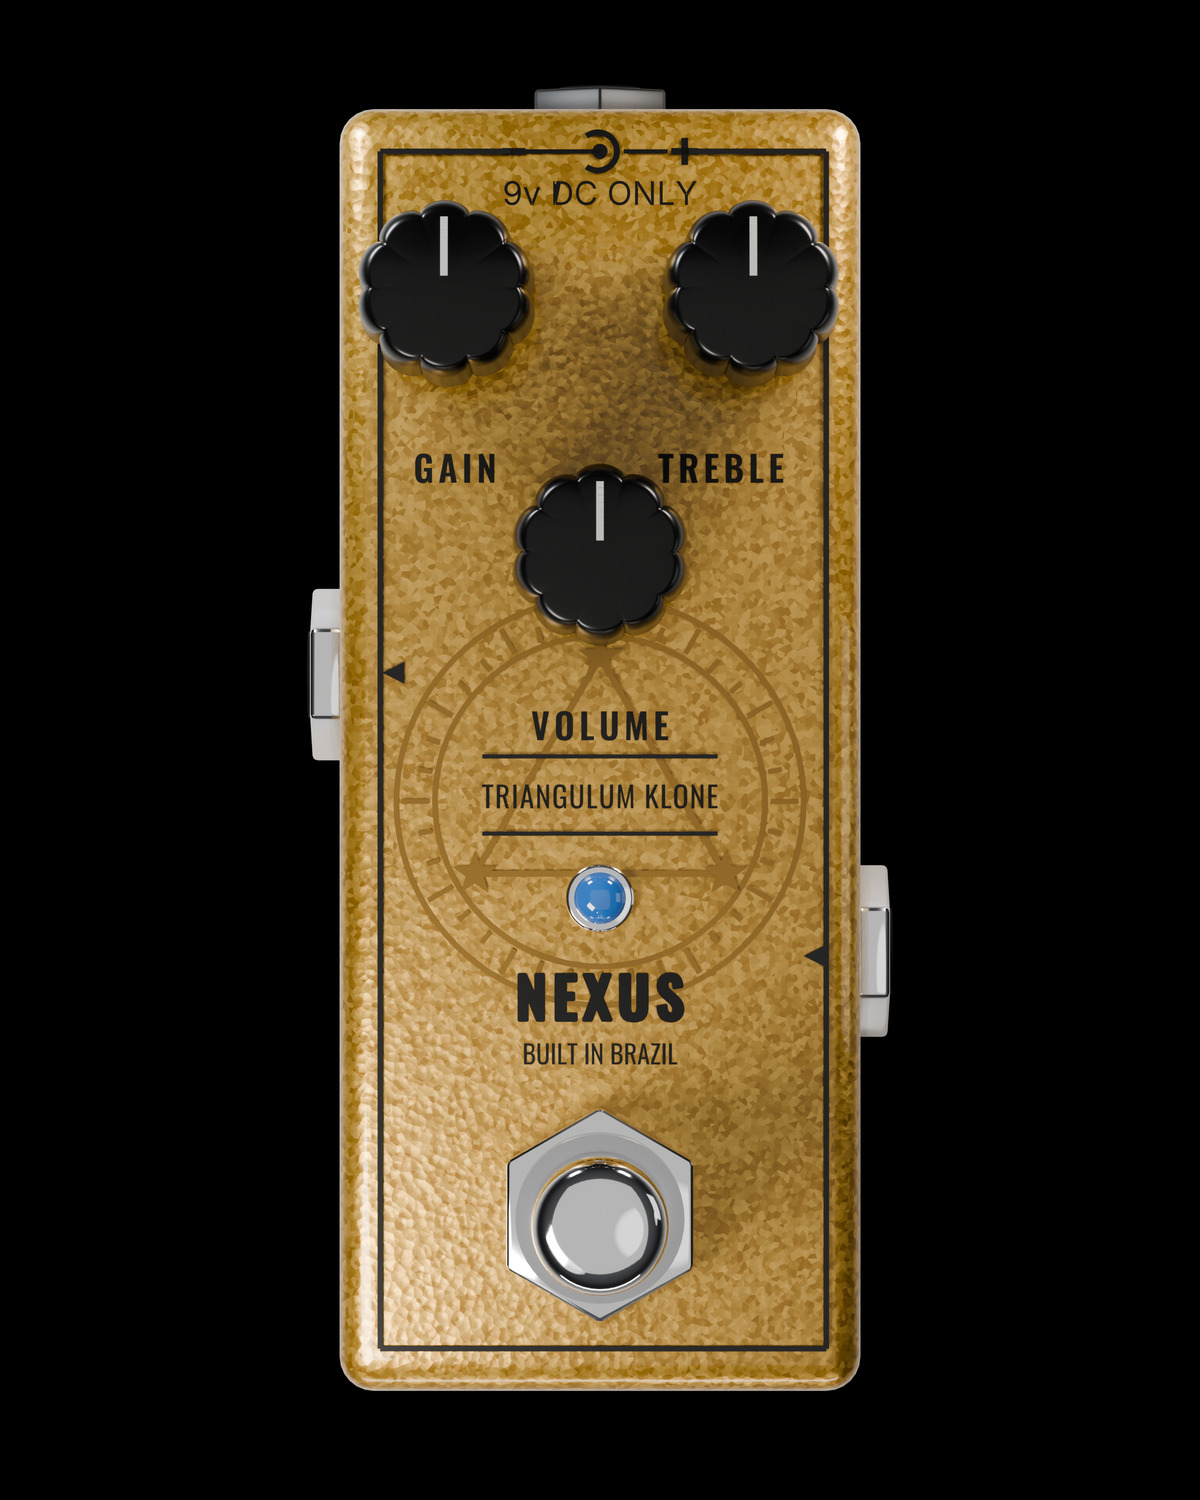 9v DC ONLY
GAIN TREBLE
VOLUME
TRIANGULUM KLONE
NEXUS
BUILT IN BRAZIL